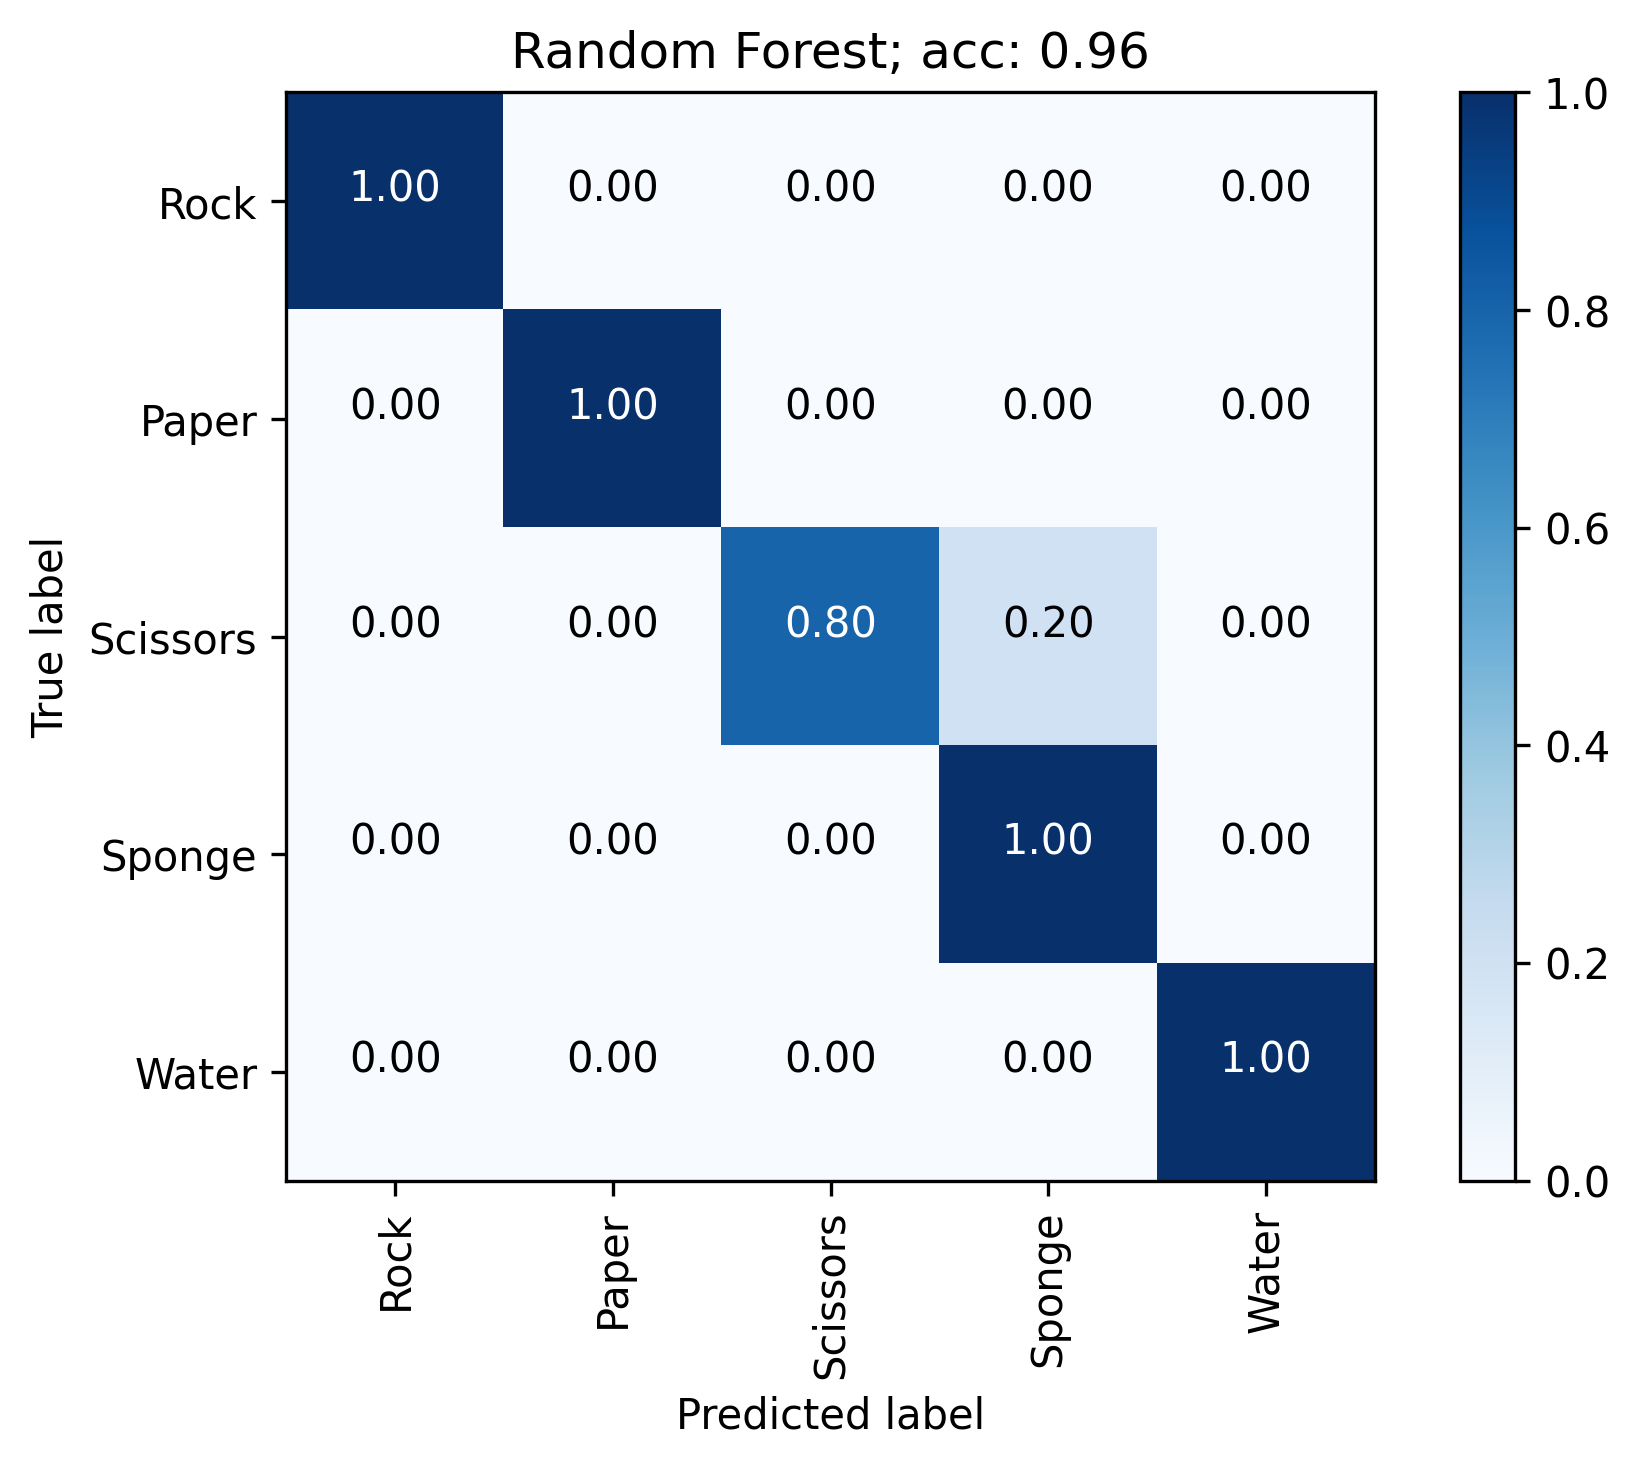 Random Forest; acc: 0.96
True label
Rock 1.00 0.00 0.00 0.00 0.00
Paper 0.00 1.00 0.00 0.00 0.00
Scissors 0.00 0.00 0.80 0.20 0.00
Sponge 0.00 0.00 0.00 1.00 0.00
Water 0.00 0.00 0.00 0.00 1.00
Rock Paper Scissors Sponge Water
Predicted label
1.0
0.8
0.6
0.4
0.2
0.0